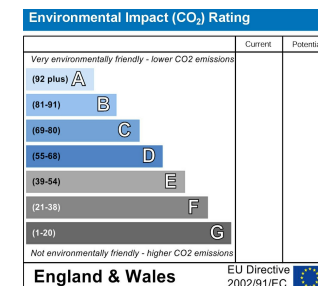 Environmental Impact (CO₂) Rating
Current Potentia
Very environmentally friendly - lower CO2 emissions
(92 plus) A
(81-91) B
(69-80) C
(55-68) D
(39-54) E
(21-38) F
(1-20) G
Not environmentally friendly - higher CO2 emissions
England & Wales
EU Directive
2002/91/EC